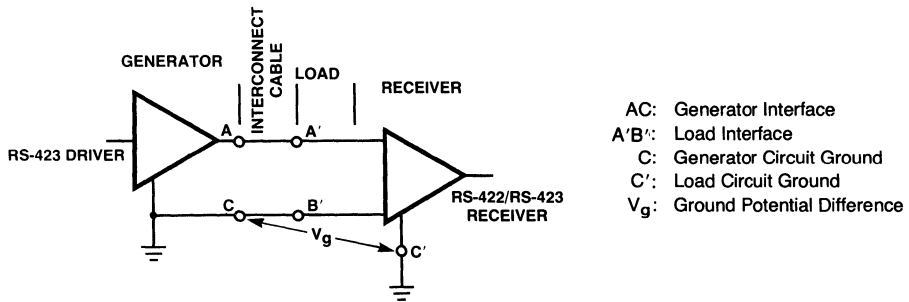 GENERATOR
INTERCONNECT
CABLE
LOAD
RECEIVER
A
A′
RS-423 DRIVER
C
B′
RS-422/RS-423
RECEIVER
Vg
C′
AC: Generator Interface
A′B′: Load Interface
C: Generator Circuit Ground
C′: Load Circuit Ground
Vg: Ground Potential Difference